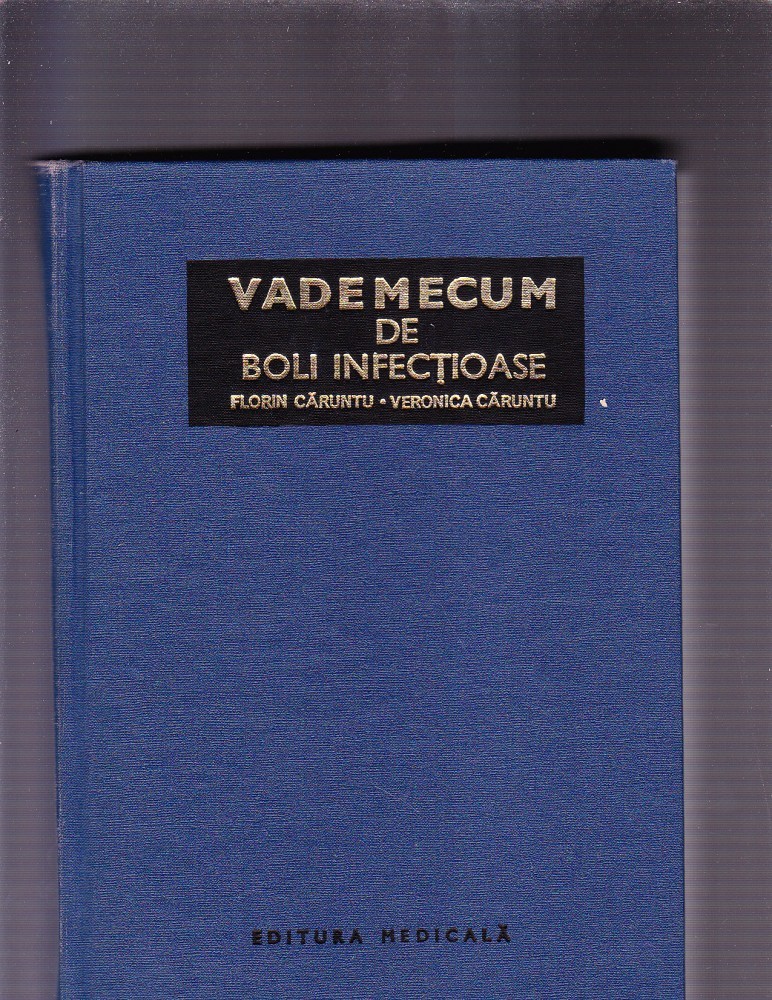 VADEMECUM
DE
BOLI INFECȚIOASE
FLORIN CĂRUNTU • VERONICA CĂRUNTU
EDITURA MEDICALĂ